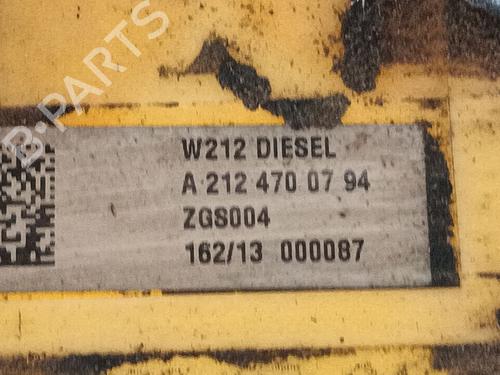 B-PARTS
W212 DIESEL
A 212 470 07 94
ZGS004
162/13 000087